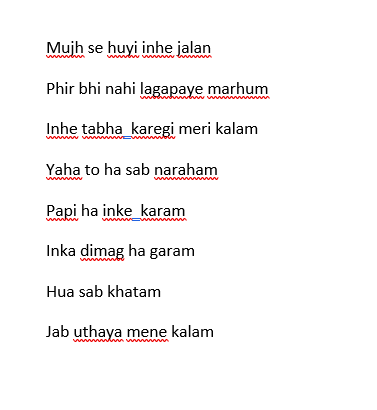 Mujh se huyi inhe jalan
Phir bhi nahi lagapaye marhum
Inhe tabha  karegi meri kalam
Yaha to ha sab naraham
Papi ha inke  karam
Inka dimag ha garam
Hua sab khatam
Jab uthaya mene kalam